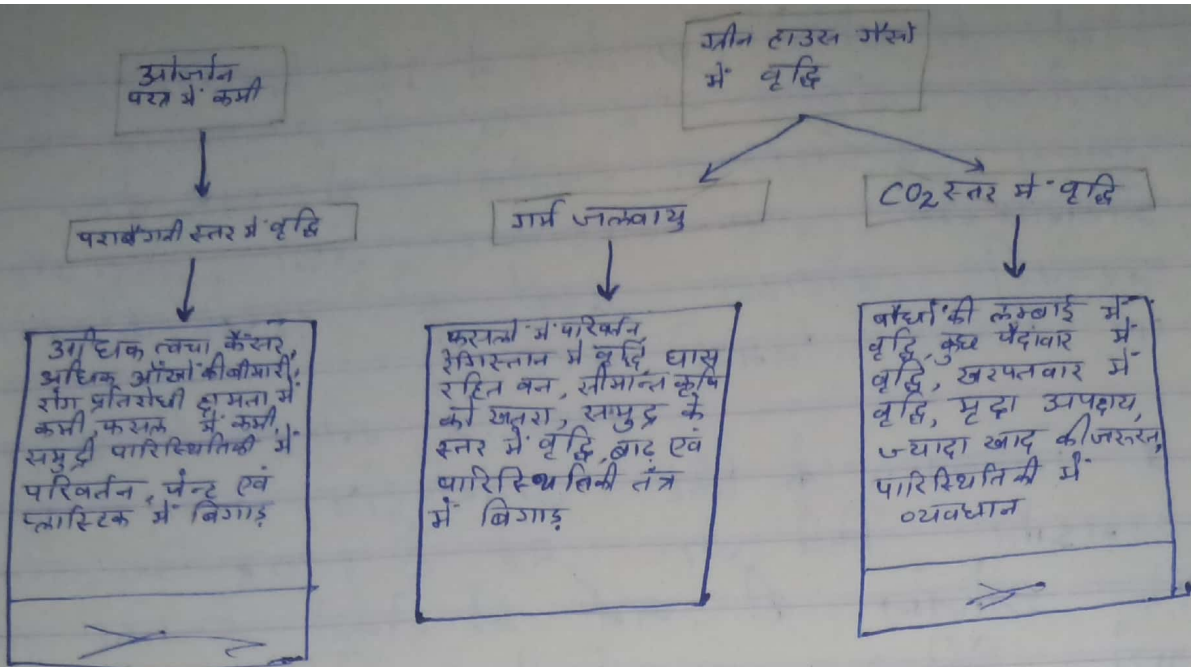 ओजोन
परत में कमी
ग्रीन हाउस गैसों
में वृद्धि
पराबैंगनी स्तर में वृद्धि
गर्म जलवायु
CO2 स्तर में वृद्धि
अधिक त्वचा कैंसर,
अधिक आँखों की बीमारी,
रोग प्रतिरोधी क्षमता में
कमी, फसल में कमी,
समुद्री पारिस्थितिकी में
परिवर्तन, पेन्ट एवं
प्लास्टिक में बिगाड़
फसलों में परिवर्तन,
रेगिस्तान में वृद्धि, घास
रहित वन, सीमान्त कृषि
को खतरा, समुद्र के
स्तर में वृद्धि, बाढ़ एवं
पारिस्थितिकी तंत्र
में बिगाड़
पौधों की लम्बाई में
वृद्धि, कुछ पैदावार में
वृद्धि, खरपतवार में
वृद्धि, मृदा अपक्षय,
ज्यादा खाद की जरुरत,
पारिस्थितिकी में
व्यवधान